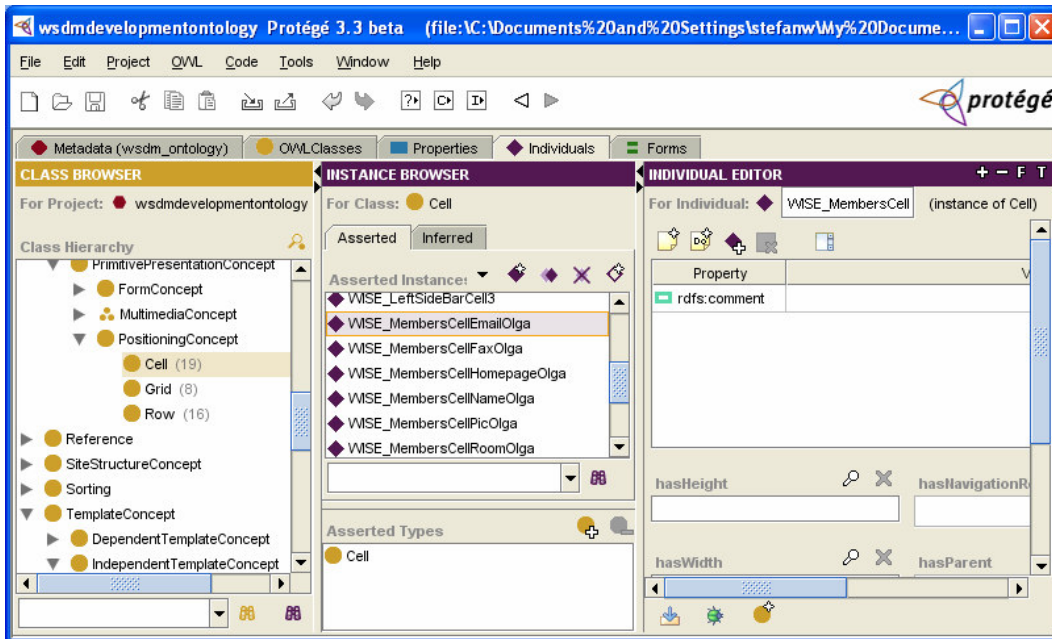 wsdmdevelopmentontology Protégé 3.3 beta (file:\C:\Documents%20and%20Settings\stefanw\My%20Docume...
File Edit Project OWL Code Tools Window Help
protégé
Metadata (wsdm_ontology) OWLClasses Properties Individuals Forms
CLASS BROWSER
For Project: wsdmdevelopmentontology
Class Hierarchy
PrimitivePresentationConcept
FormConcept
MultimediaConcept
PositioningConcept
Cell (19)
Grid (8)
Row (16)
Reference
SiteStructureConcept
Sorting
TemplateConcept
DependentTemplateConcept
IndependentTemplateConcept
INSTANCE BROWSER
For Class: Cell
Asserted Inferred
Asserted Instances
WISE_LeftSideBarCell3
WISE_MembersCellEmailOlga
WISE_MembersCellFaxOlga
WISE_MembersCellHomepageOlga
WISE_MembersCellNameOlga
WISE_MembersCellPicOlga
WISE_MembersCellRoomOlga
Asserted Types
Cell
INDIVIDUAL EDITOR + − F T
For Individual: WISE_MembersCell (instance of Cell)
Property V
rdfs:comment
hasHeight hasNavigationR
hasWidth hasParent